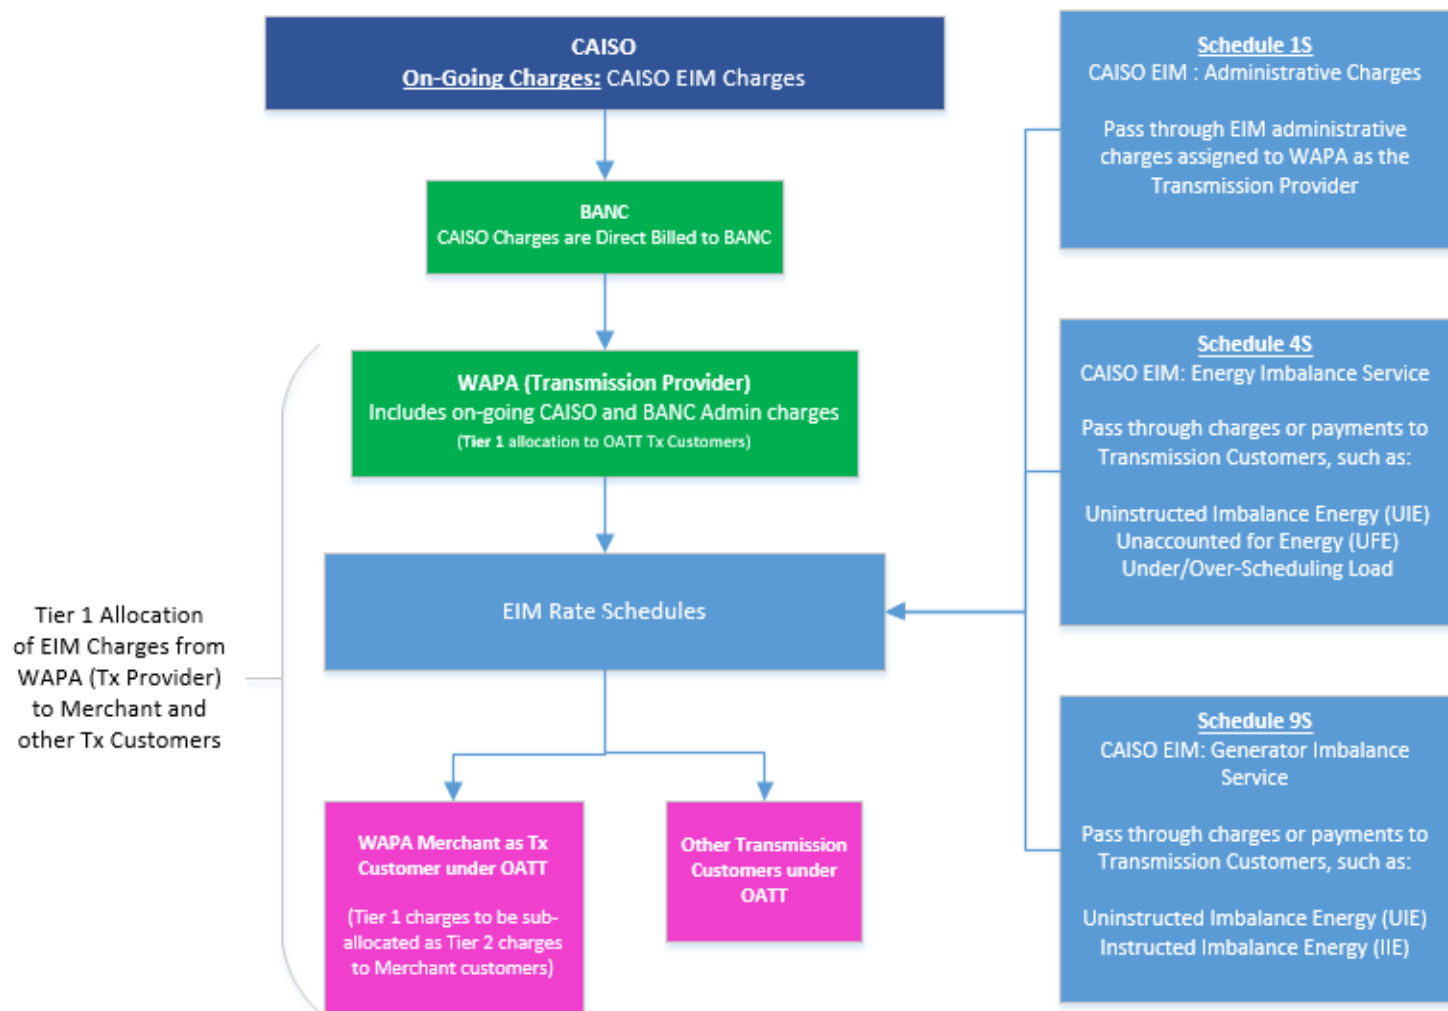 CAISO
On-Going Charges: CAISO EIM Charges
BANC
CAISO Charges are Direct Billed to BANC
WAPA (Transmission Provider)
Includes on-going CAISO and BANC Admin charges
(Tier 1 allocation to OATT Tx Customers)
EIM Rate Schedules
Tier 1 Allocation
of EIM Charges from
WAPA (Tx Provider)
to Merchant and
other Tx Customers
WAPA Merchant as Tx
Customer under OATT
(Tier 1 charges to be sub-
allocated as Tier 2 charges
to Merchant customers)
Other Transmission
Customers under
OATT
Schedule 1S
CAISO EIM : Administrative Charges
Pass through EIM administrative
charges assigned to WAPA as the
Transmission Provider
Schedule 4S
CAISO EIM: Energy Imbalance Service
Pass through charges or payments to
Transmission Customers, such as:
Uninstructed Imbalance Energy (UIE)
Unaccounted for Energy (UFE)
Under/Over-Scheduling Load
Schedule 9S
CAISO EIM: Generator Imbalance
Service
Pass through charges or payments to
Transmission Customers, such as:
Uninstructed Imbalance Energy (UIE)
Instructed Imbalance Energy (IIE)